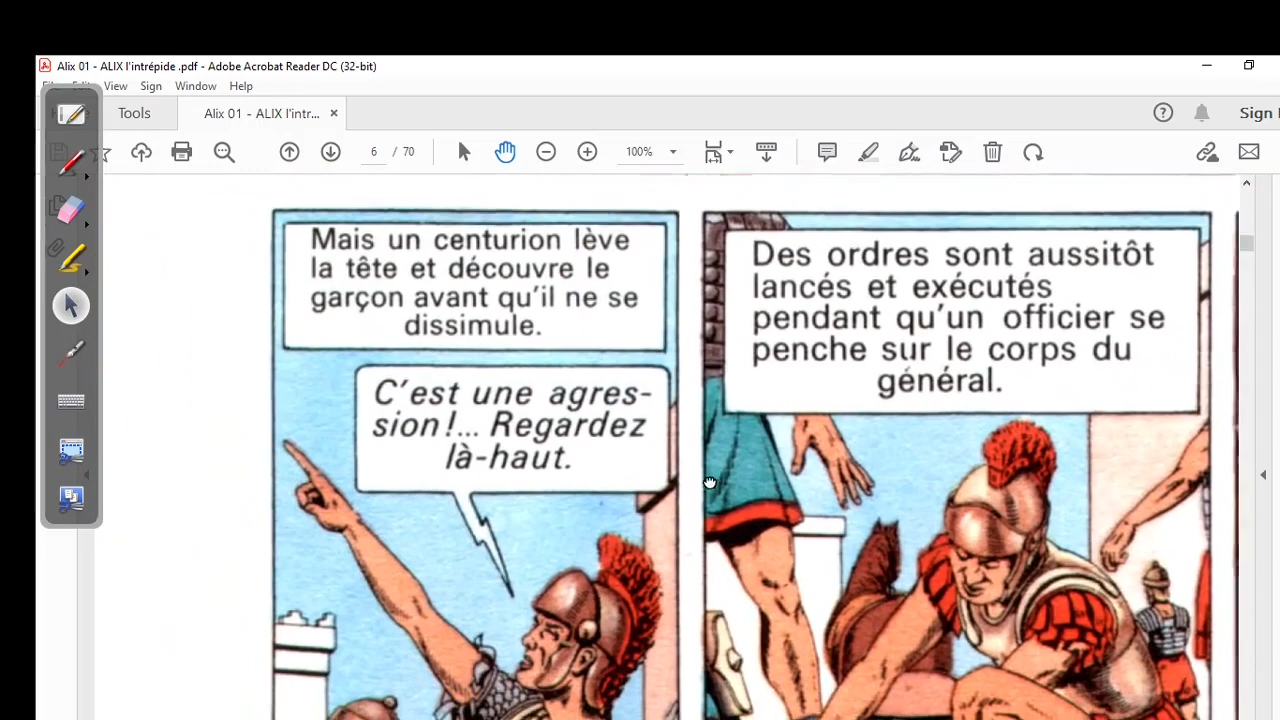 Alix 01 - ALIX l'intrépide .pdf - Adobe Acrobat Reader DC (32-bit)
View Sign Window Help
Tools Alix 01 - ALIX l'intr... × ? Sign
6 / 70 100%
Mais un centurion lève
la tête et découvre le
garçon avant qu'il ne se
dissimule.
C'est une agres-
sion!... Regardez
là-haut.
Des ordres sont aussitôt
lancés et exécutés
pendant qu'un officier se
penche sur le corps du
général.